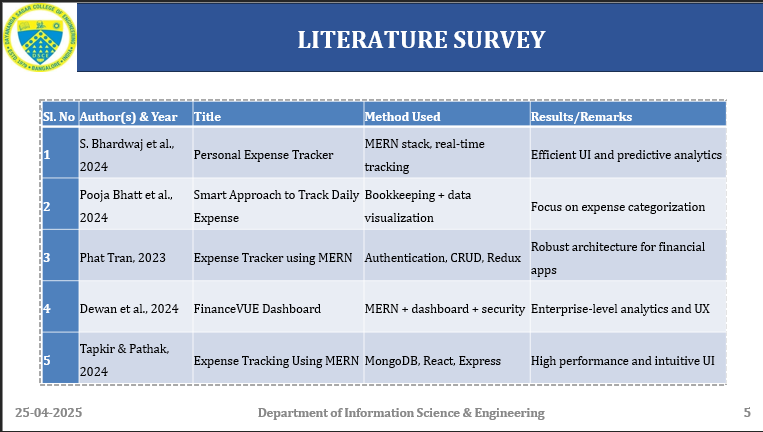 DAYANANDA SAGAR COLLEGE OF ENGINEERING
LITERATURE SURVEY
Sl. No Author(s) & Year Title Method Used Results/Remarks
1 S. Bhardwaj et al., 2024 Personal Expense Tracker MERN stack, real-time tracking Efficient UI and predictive analytics
2 Pooja Bhatt et al., 2024 Smart Approach to Track Daily Expense Bookkeeping + data visualization Focus on expense categorization
3 Phat Tran, 2023 Expense Tracker using MERN Authentication, CRUD, Redux Robust architecture for financial apps
4 Dewan et al., 2024 FinanceVUE Dashboard MERN + dashboard + security Enterprise-level analytics and UX
5 Tapkir & Pathak, 2024 Expense Tracking Using MERN MongoDB, React, Express High performance and intuitive UI
25-04-2025 Department of Information Science & Engineering 5